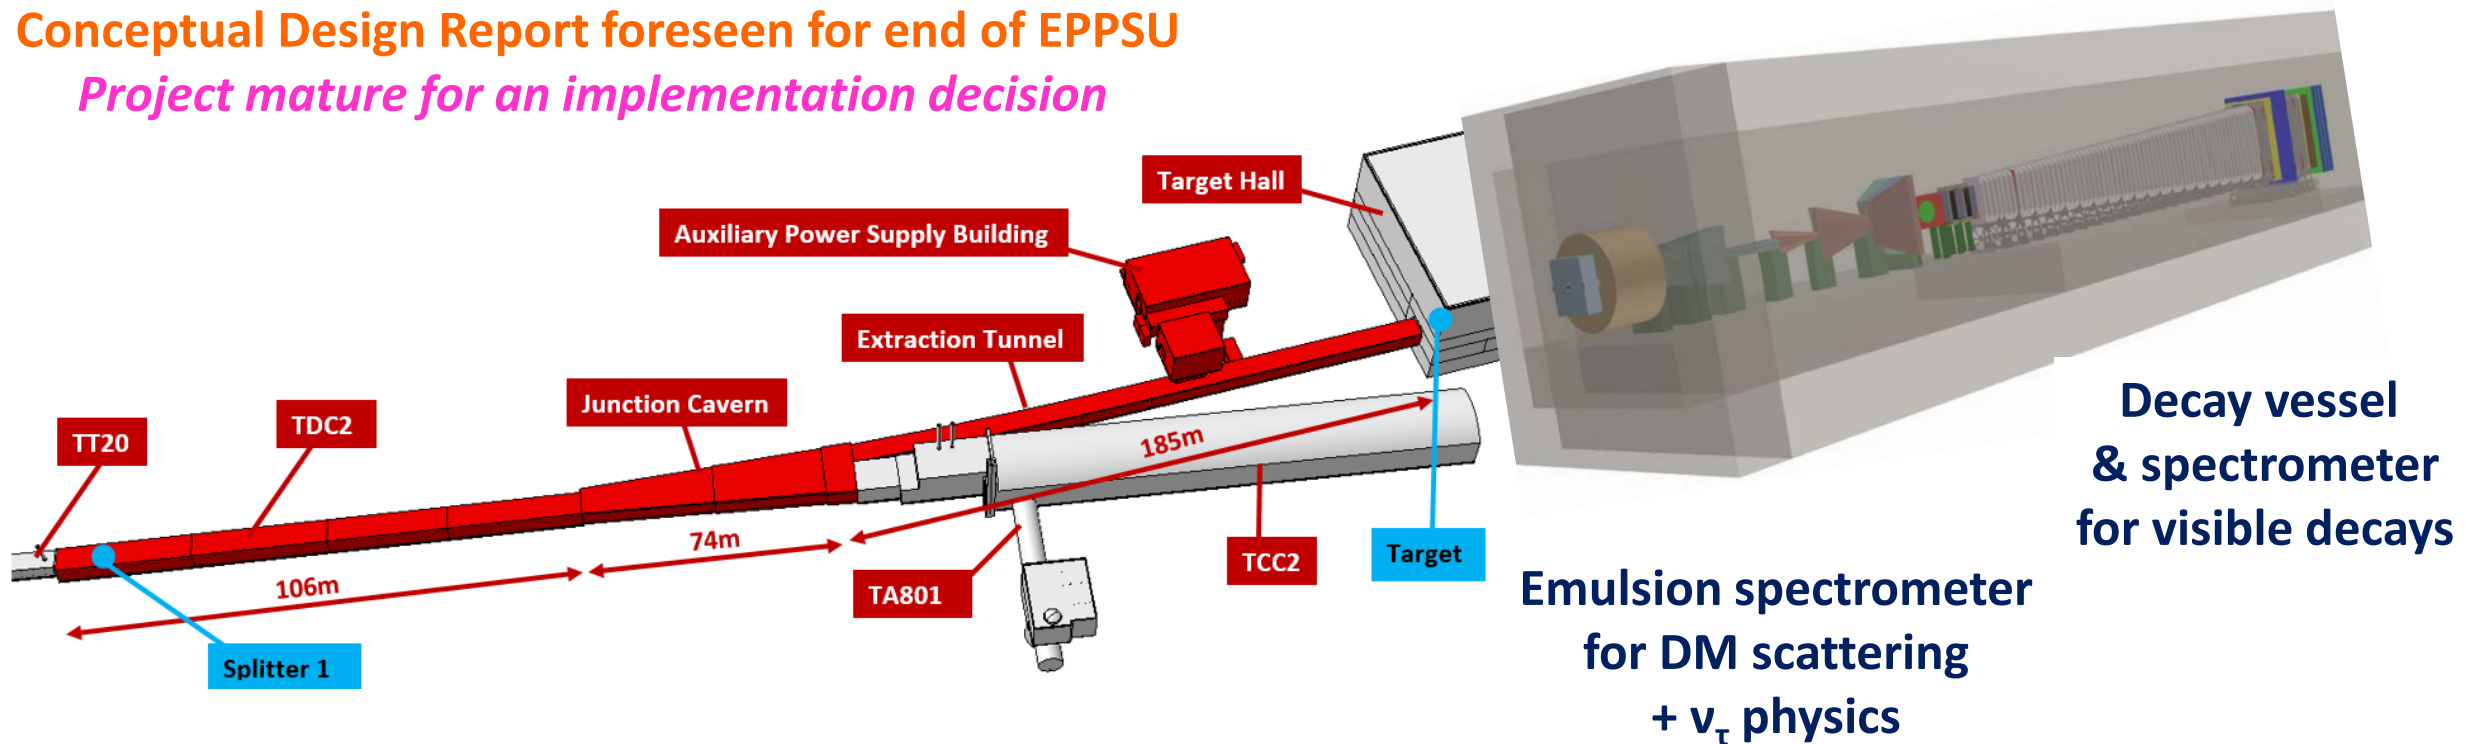 Conceptual Design Report foreseen for end of EPPSU
Project mature for an implementation decision
Target Hall
Auxiliary Power Supply Building
Extraction Tunnel
Junction Cavern
TDC2
TT20
185m
74m
106m
TA801
TCC2
Target
Splitter 1
Decay vessel
& spectrometer
for visible decays
Emulsion spectrometer
for DM scattering
+ ντ physics